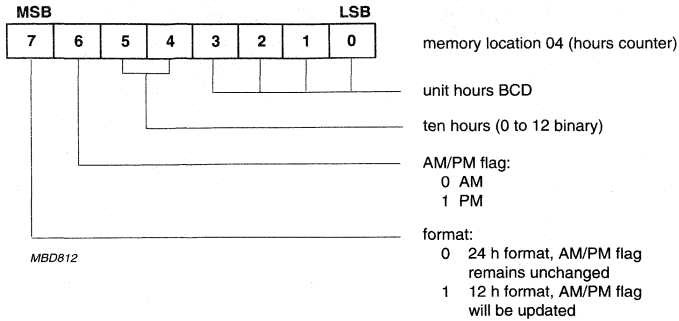 MSB LSB
7 6 5 4 3 2 1 0
memory location 04 (hours counter)
unit hours BCD
ten hours (0 to 12 binary)
AM/PM flag:
0 AM
1 PM
format:
0 24 h format, AM/PM flag
remains unchanged
1 12 h format, AM/PM flag
will be updated
MBD812